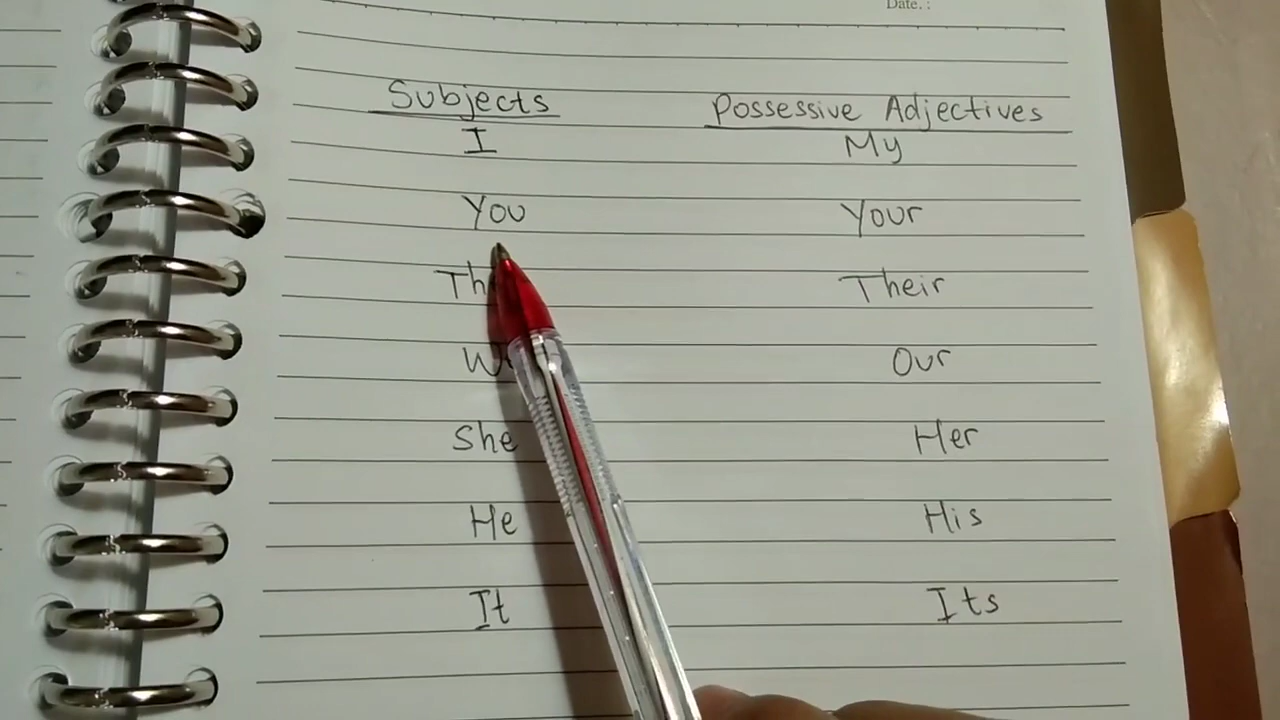 Date. :
Subjects Possessive Adjectives
I My
You Your
Their
Our
She Her
He His
It Its